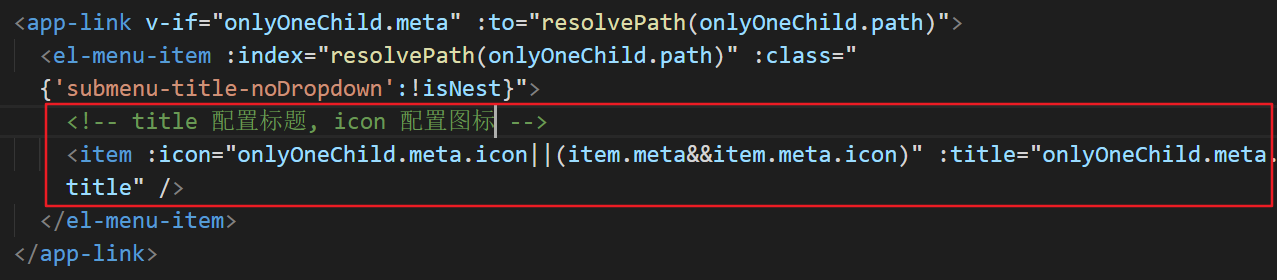 <app-link v-if="onlyOneChild.meta" :to="resolvePath(onlyOneChild.path)">
<el-menu-item :index="resolvePath(onlyOneChild.path)" :class="
{'submenu-title-noDropdown':!isNest}">
<!-- title 配置标题, icon 配置图标 -->
<item :icon="onlyOneChild.meta.icon||(item.meta&&item.meta.icon)" :title="onlyOneChild.meta.
title" />
</el-menu-item>
</app-link>